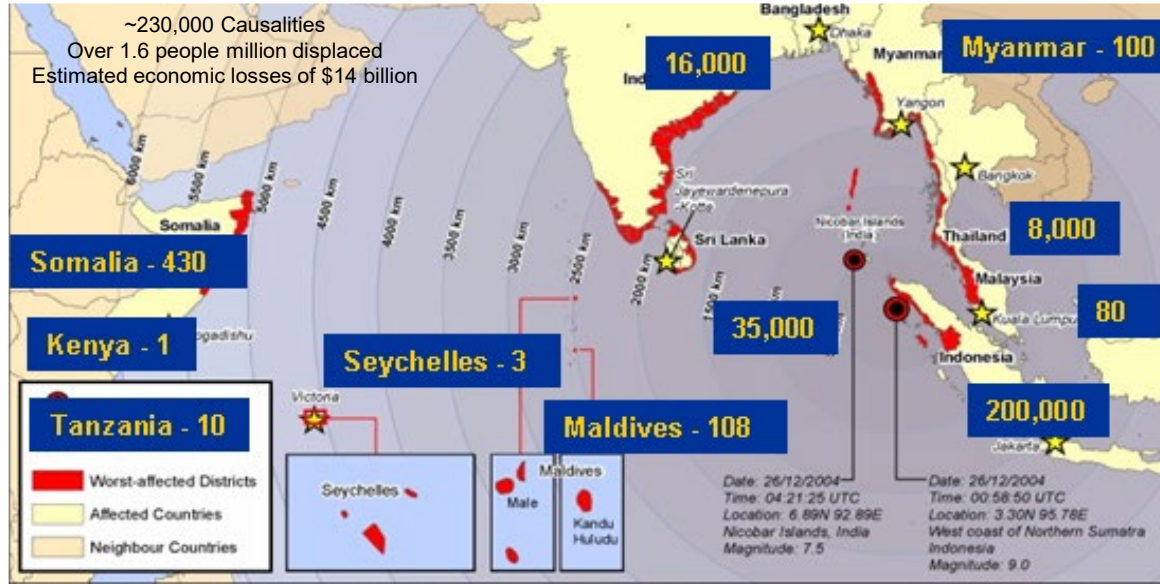 ~230,000 Causalities
Over 1.6 people million displaced
Estimated economic losses of $14 billion
Bangladesh
Dhaka
16,000
Myanmar
Myanmar - 100
Ind
Yangon
6000 km
5500 km
5000 km
4500 km
4000 km
3500 km
3000 km
2500 km
2000 km
1500 km
Sri
Jayewardenepura
-Kotte
Bangkok
Somalia
Nicobar Islands
(India)
Sri Lanka
Thailand
8,000
Somalia - 430
Malaysia
35,000
Kuala Lumpu
80
ogadishu
Kenya - 1
Seychelles - 3
Indonesia
Victoria
Tanzania - 10
Maldives - 108
200,000
Jakarta
Worst-affected Districts
Affected Countries
Neighbour Countries
Seychelles
Maldives
Male
Kandu
Huludu
Date: 26/12/2004
Time: 04:21:25 UTC
Location: 6.89N 92.89E
Nicobar Islands, India
Magnitude: 7.5
Date: 26/12/2004
Time: 00:58:50 UTC
Location: 3.30N 95.78E
West coast of Northern Sumatra
Indonesia
Magnitude: 9.0